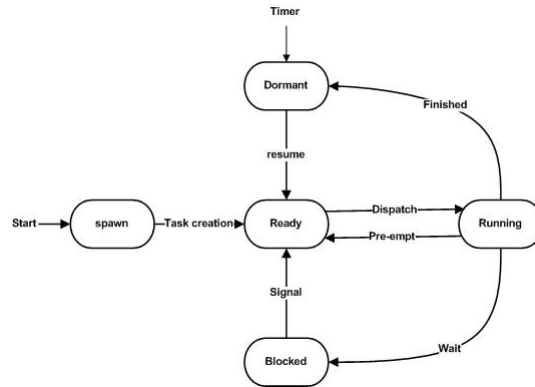 Timer
Dormant
Finished
resume
Start
spawn
Task creation
Ready
Dispatch
Pre-empt
Running
Signal
Wait
Blocked